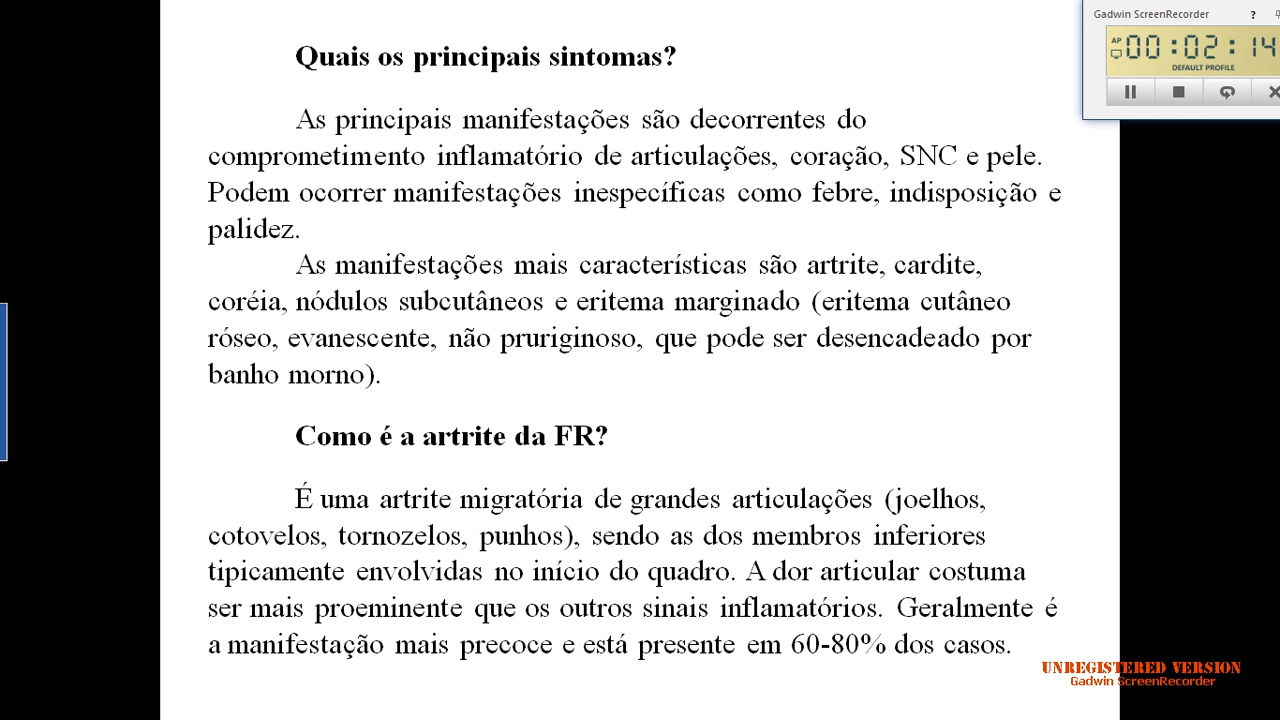 Quais os principais sintomas?
As principais manifestações são decorrentes do
comprometimento inflamatório de articulações, coração, SNC e pele.
Podem ocorrer manifestações inespecíficas como febre, indisposição e
palidez.
As manifestações mais características são artrite, cardite,
coréia, nódulos subcutâneos e eritema marginado (eritema cutâneo
róseo, evanescente, não pruriginoso, que pode ser desencadeado por
banho morno).
Como é a artrite da FR?
É uma artrite migratória de grandes articulações (joelhos,
cotovelos, tornozelos, punhos), sendo as dos membros inferiores
tipicamente envolvidas no início do quadro. A dor articular costuma
ser mais proeminente que os outros sinais inflamatórios. Geralmente é
a manifestação mais precoce e está presente em 60-80% dos casos.
Gadwin ScreenRecorder ?
AP 00:02:14
DEFAULT PROFILE
UNREGISTERED VERSION
Gadwin ScreenRecorder